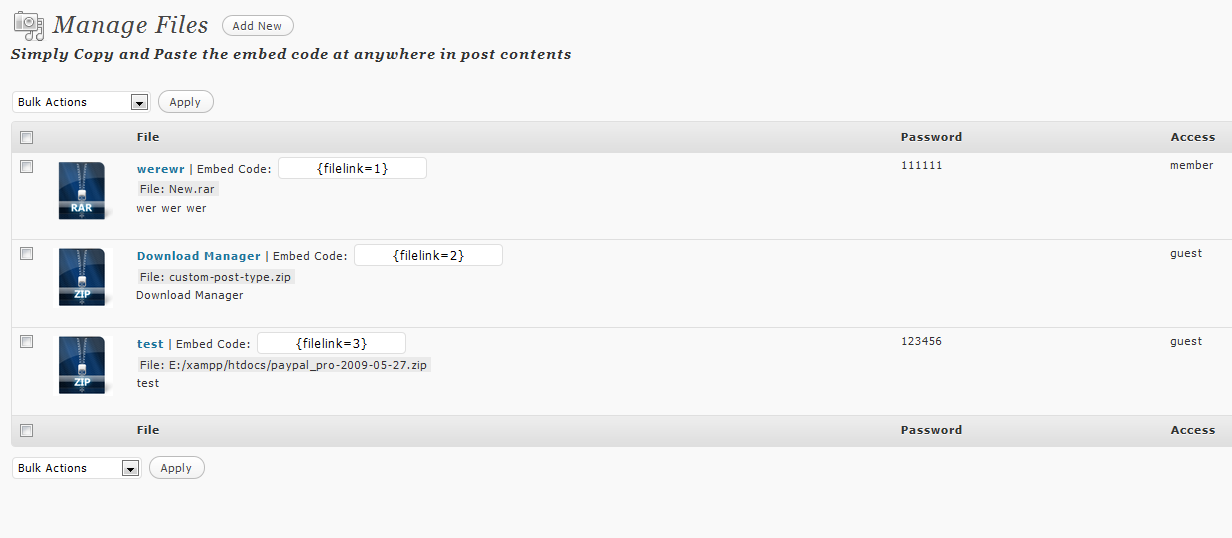 Manage Files Add New
Simply Copy and Paste the embed code at anywhere in post contents
Bulk Actions Apply
File Password Access
werewr | Embed Code: {filelink=1} 111111 member
File: New.rar
RAR
wer wer wer
Download Manager | Embed Code: {filelink=2} guest
File: custom-post-type.zip
ZIP
Download Manager
test | Embed Code: {filelink=3} 123456 guest
File: E:/xampp/htdocs/paypal_pro-2009-05-27.zip
ZIP
test
File Password Access
Bulk Actions Apply